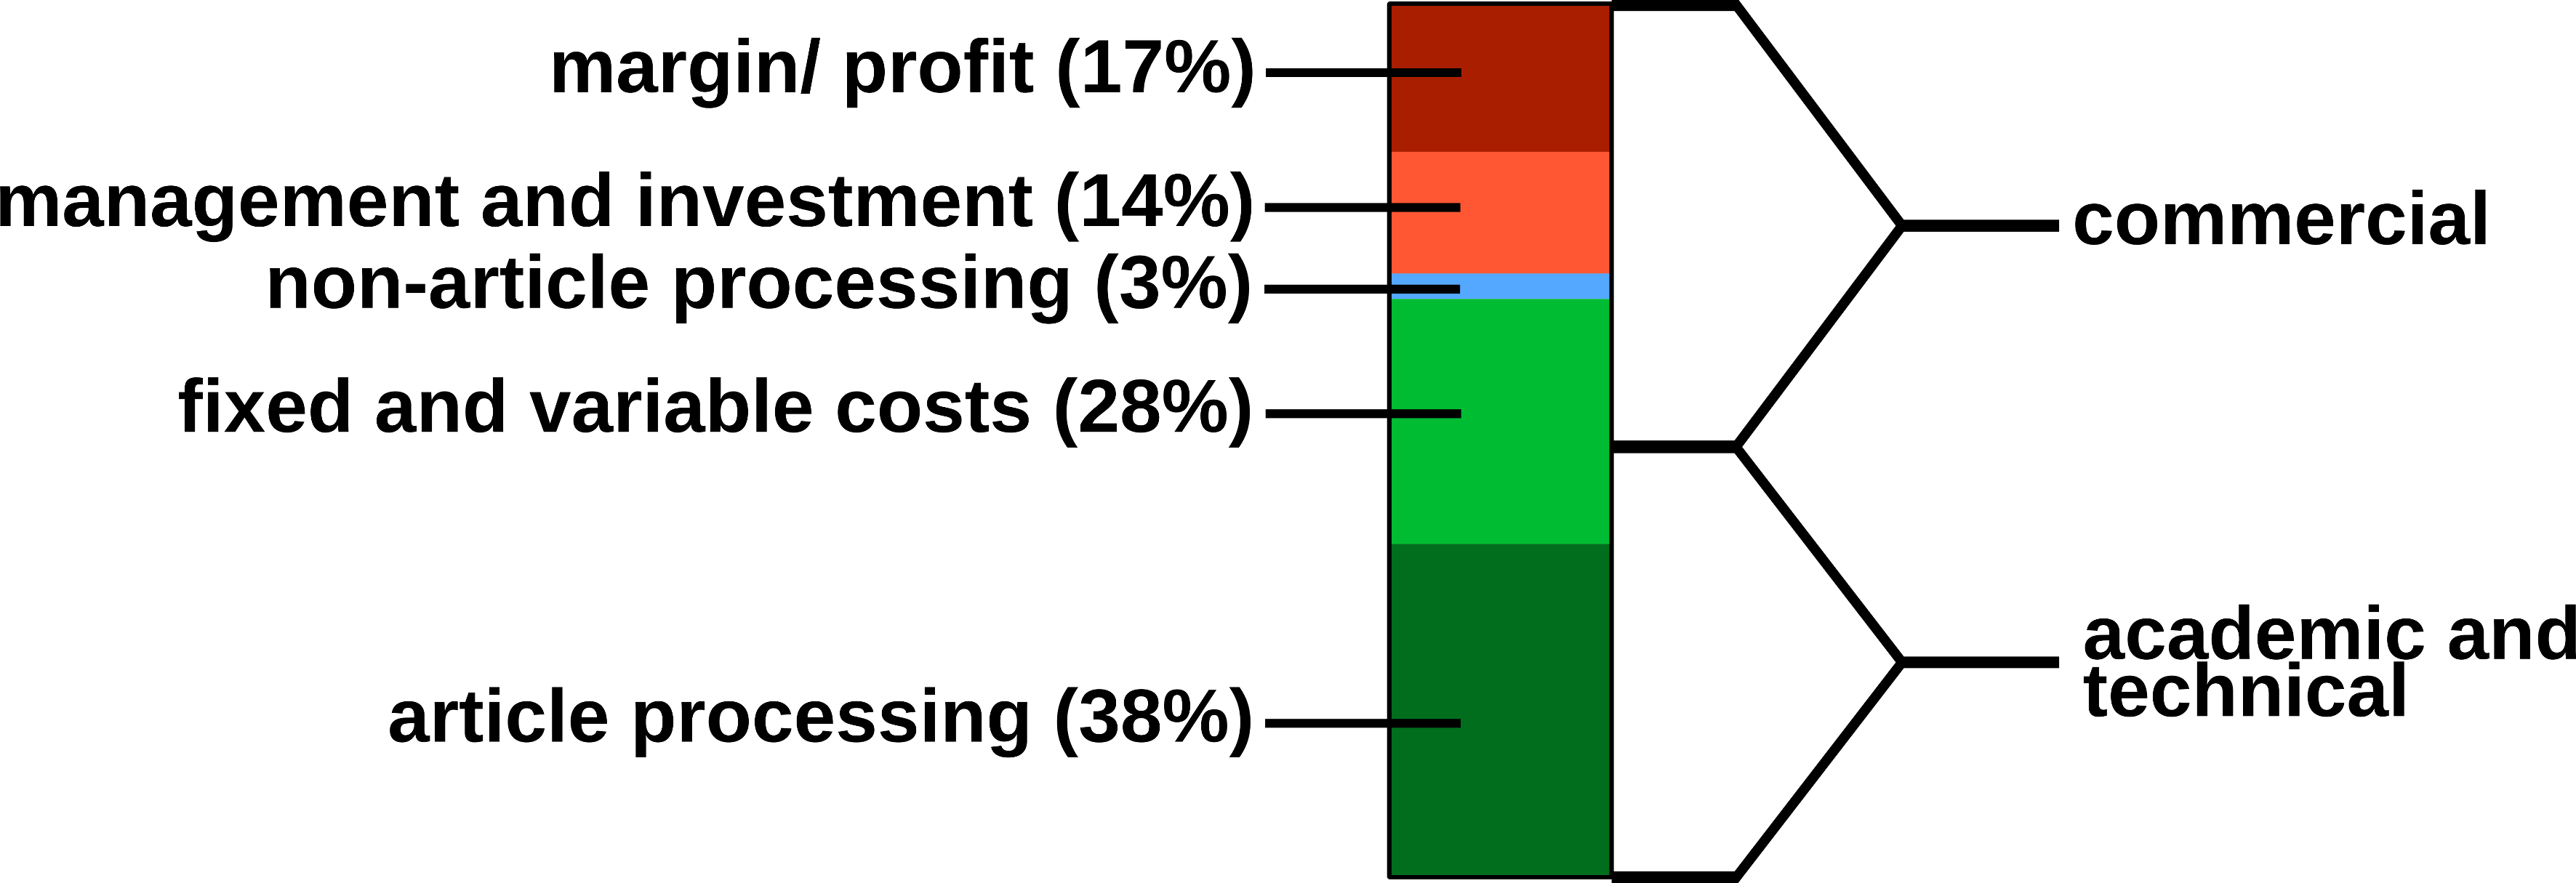 margin/ profit (17%)
management and investment (14%)
non-article processing (3%)
fixed and variable costs (28%)
article processing (38%)
commercial
academic and
technical